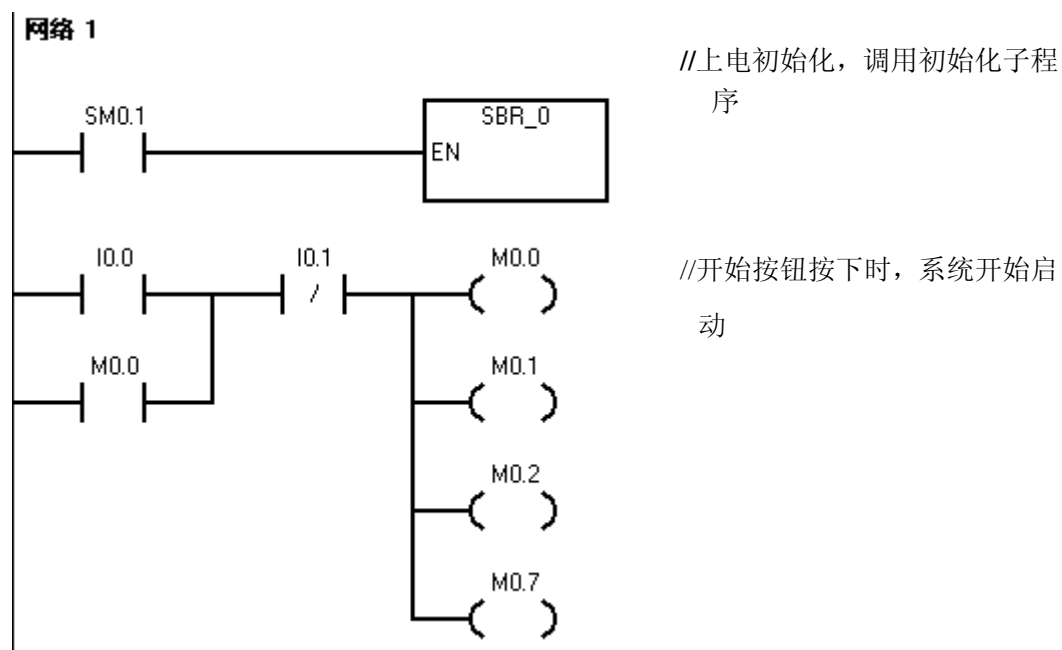 网络 1
//上电初始化，调用初始化子程
序
SM0.1
SBR_0
EN
I0.0
I0.1
/
M0.0
//开始按钮按下时，系统开始启
动
M0.0
M0.1
M0.2
M0.7